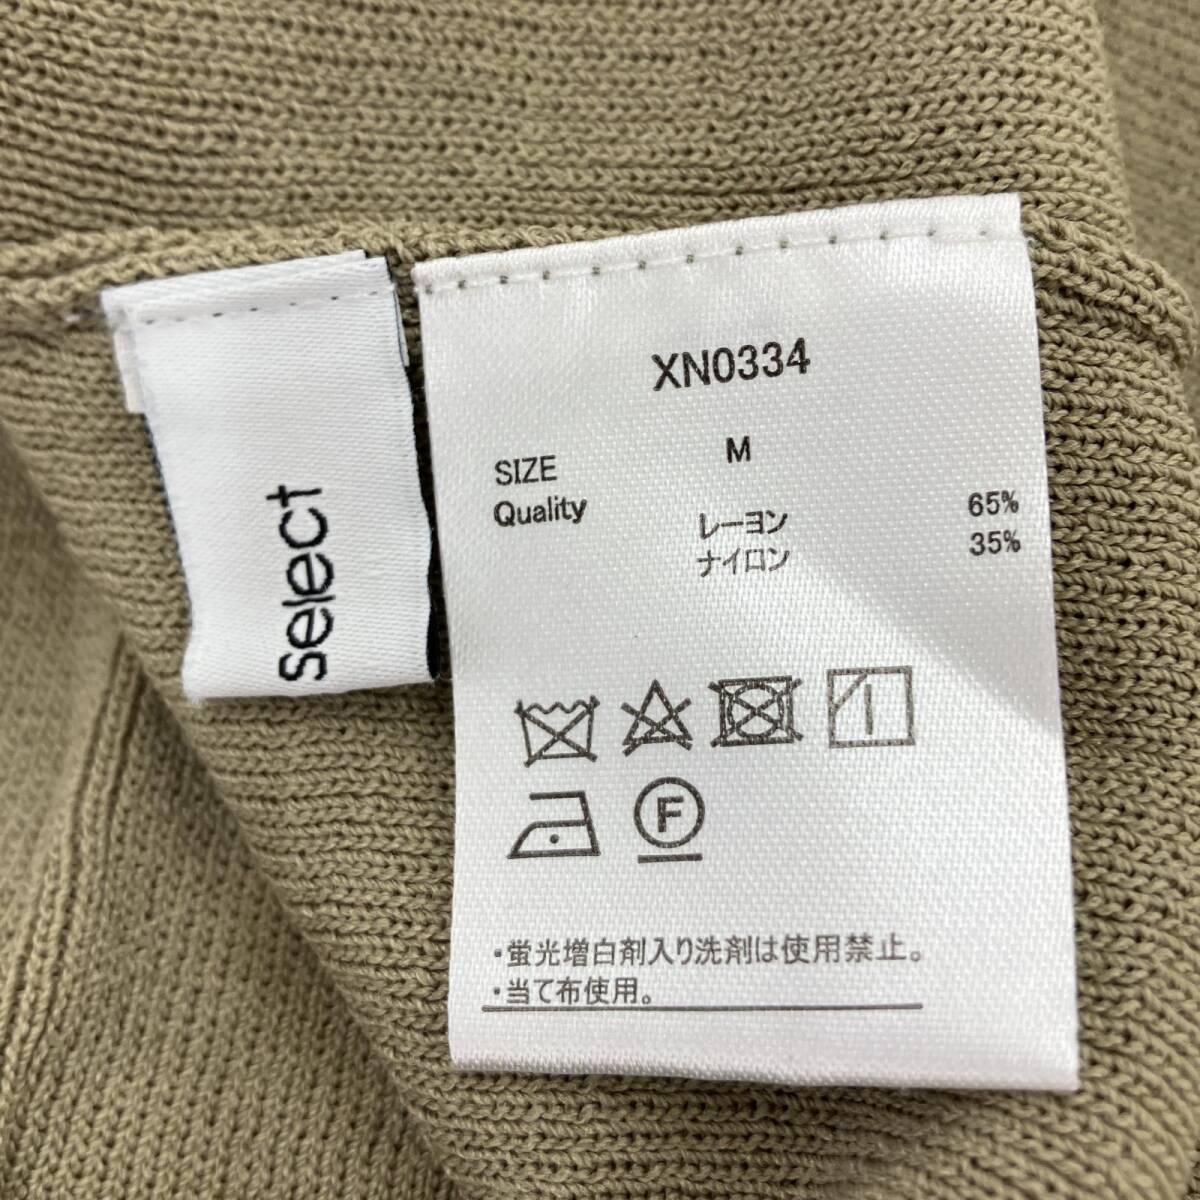 select
XN0334
SIZE M
Quality レーヨン 65%
ナイロン 35%
F
・蛍光増白剤入り洗剤は使用禁止。
・当て布使用。